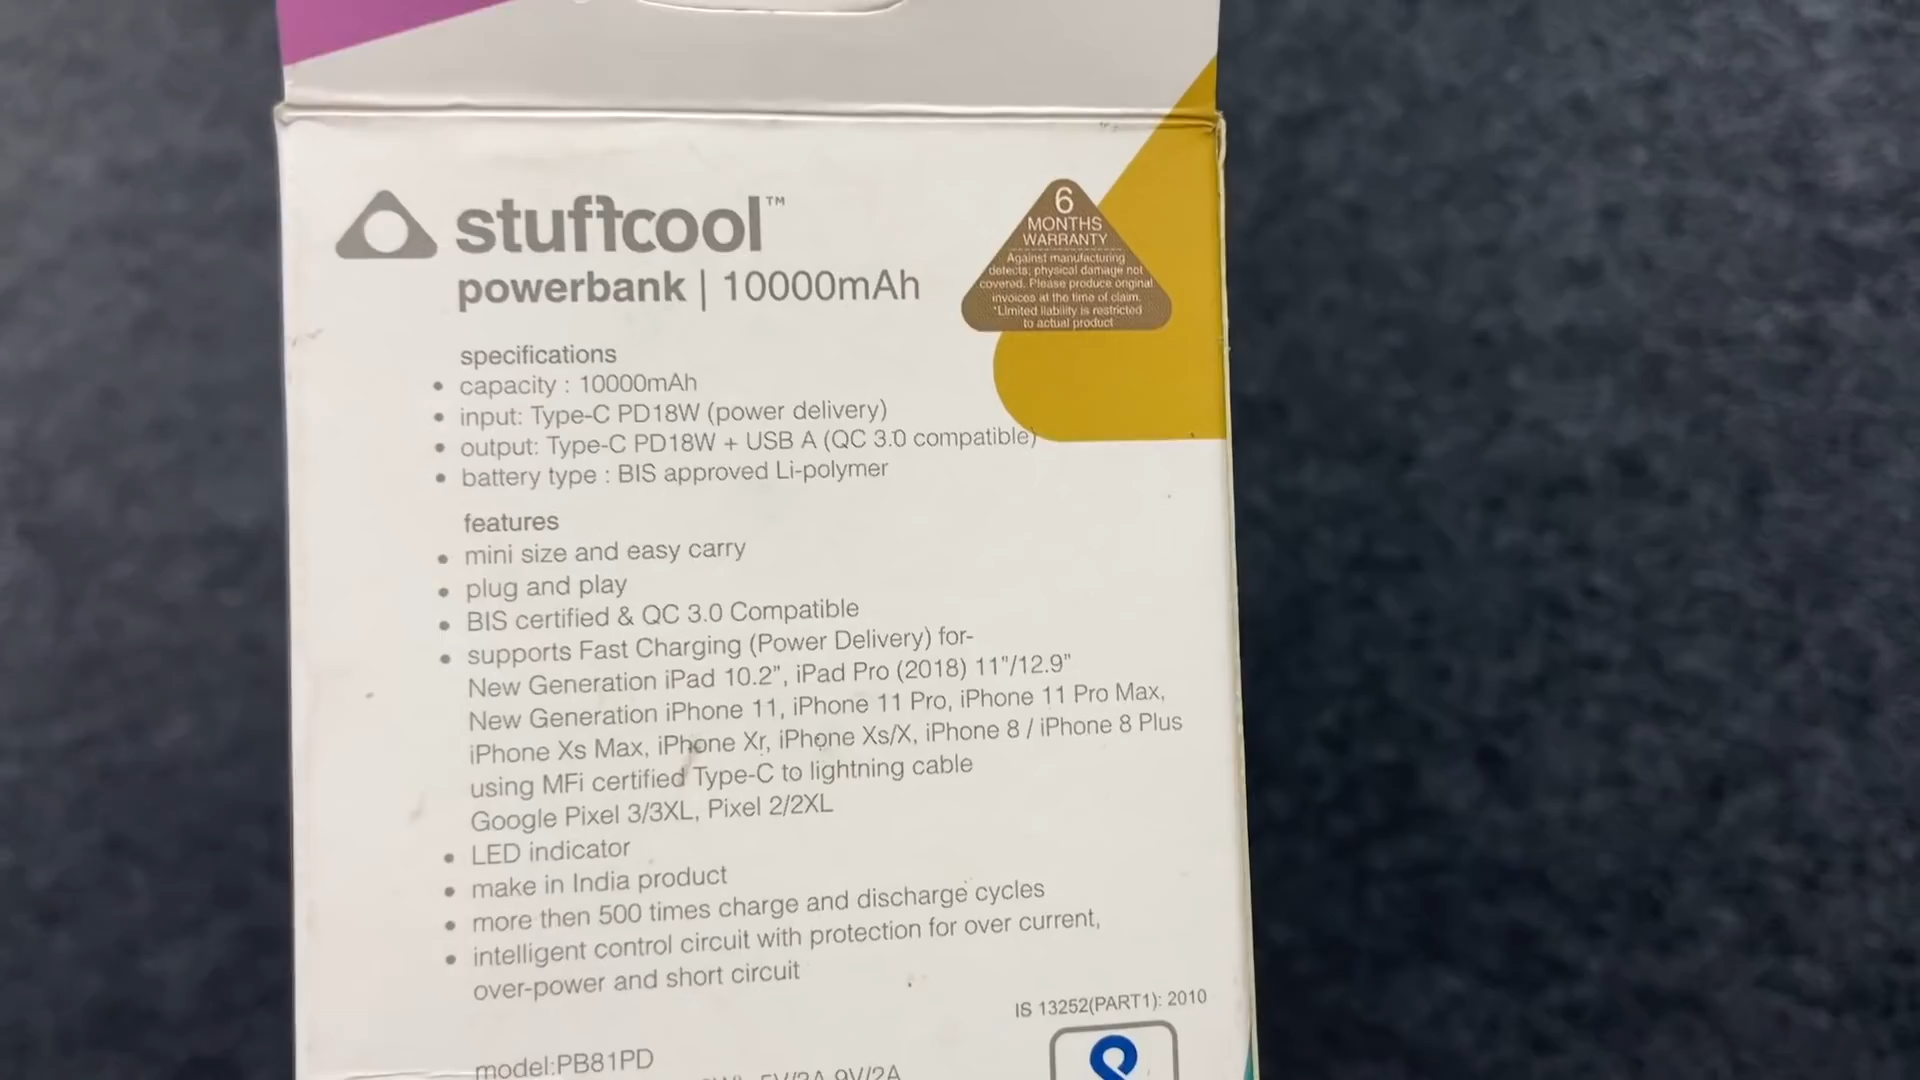 stuffcool™
powerbank | 10000mAh
6
MONTHS
WARRANTY
Against manufacturing
defects, physical damage not
covered. Please produce original
invoices at the time of claim.
*Limited liability is restricted
to actual product
specifications
• capacity : 10000mAh
• input: Type-C PD18W (power delivery)
• output: Type-C PD18W + USB A (QC 3.0 compatible)
• battery type : BIS approved Li-polymer
features
• mini size and easy carry
• plug and play
• BIS certified & QC 3.0 Compatible
• supports Fast Charging (Power Delivery) for-
New Generation iPad 10.2", iPad Pro (2018) 11"/12.9"
New Generation iPhone 11, iPhone 11 Pro, iPhone 11 Pro Max,
iPhone Xs Max, iPhone Xr, iPhone Xs/X, iPhone 8 / iPhone 8 Plus
using MFi certified Type-C to lightning cable
Google Pixel 3/3XL, Pixel 2/2XL
• LED indicator
• make in India product
• more then 500 times charge and discharge cycles
• intelligent control circuit with protection for over current,
over-power and short circuit
IS 13252(PART1): 2010
model:PB81PD
5V/3A 9V/2A